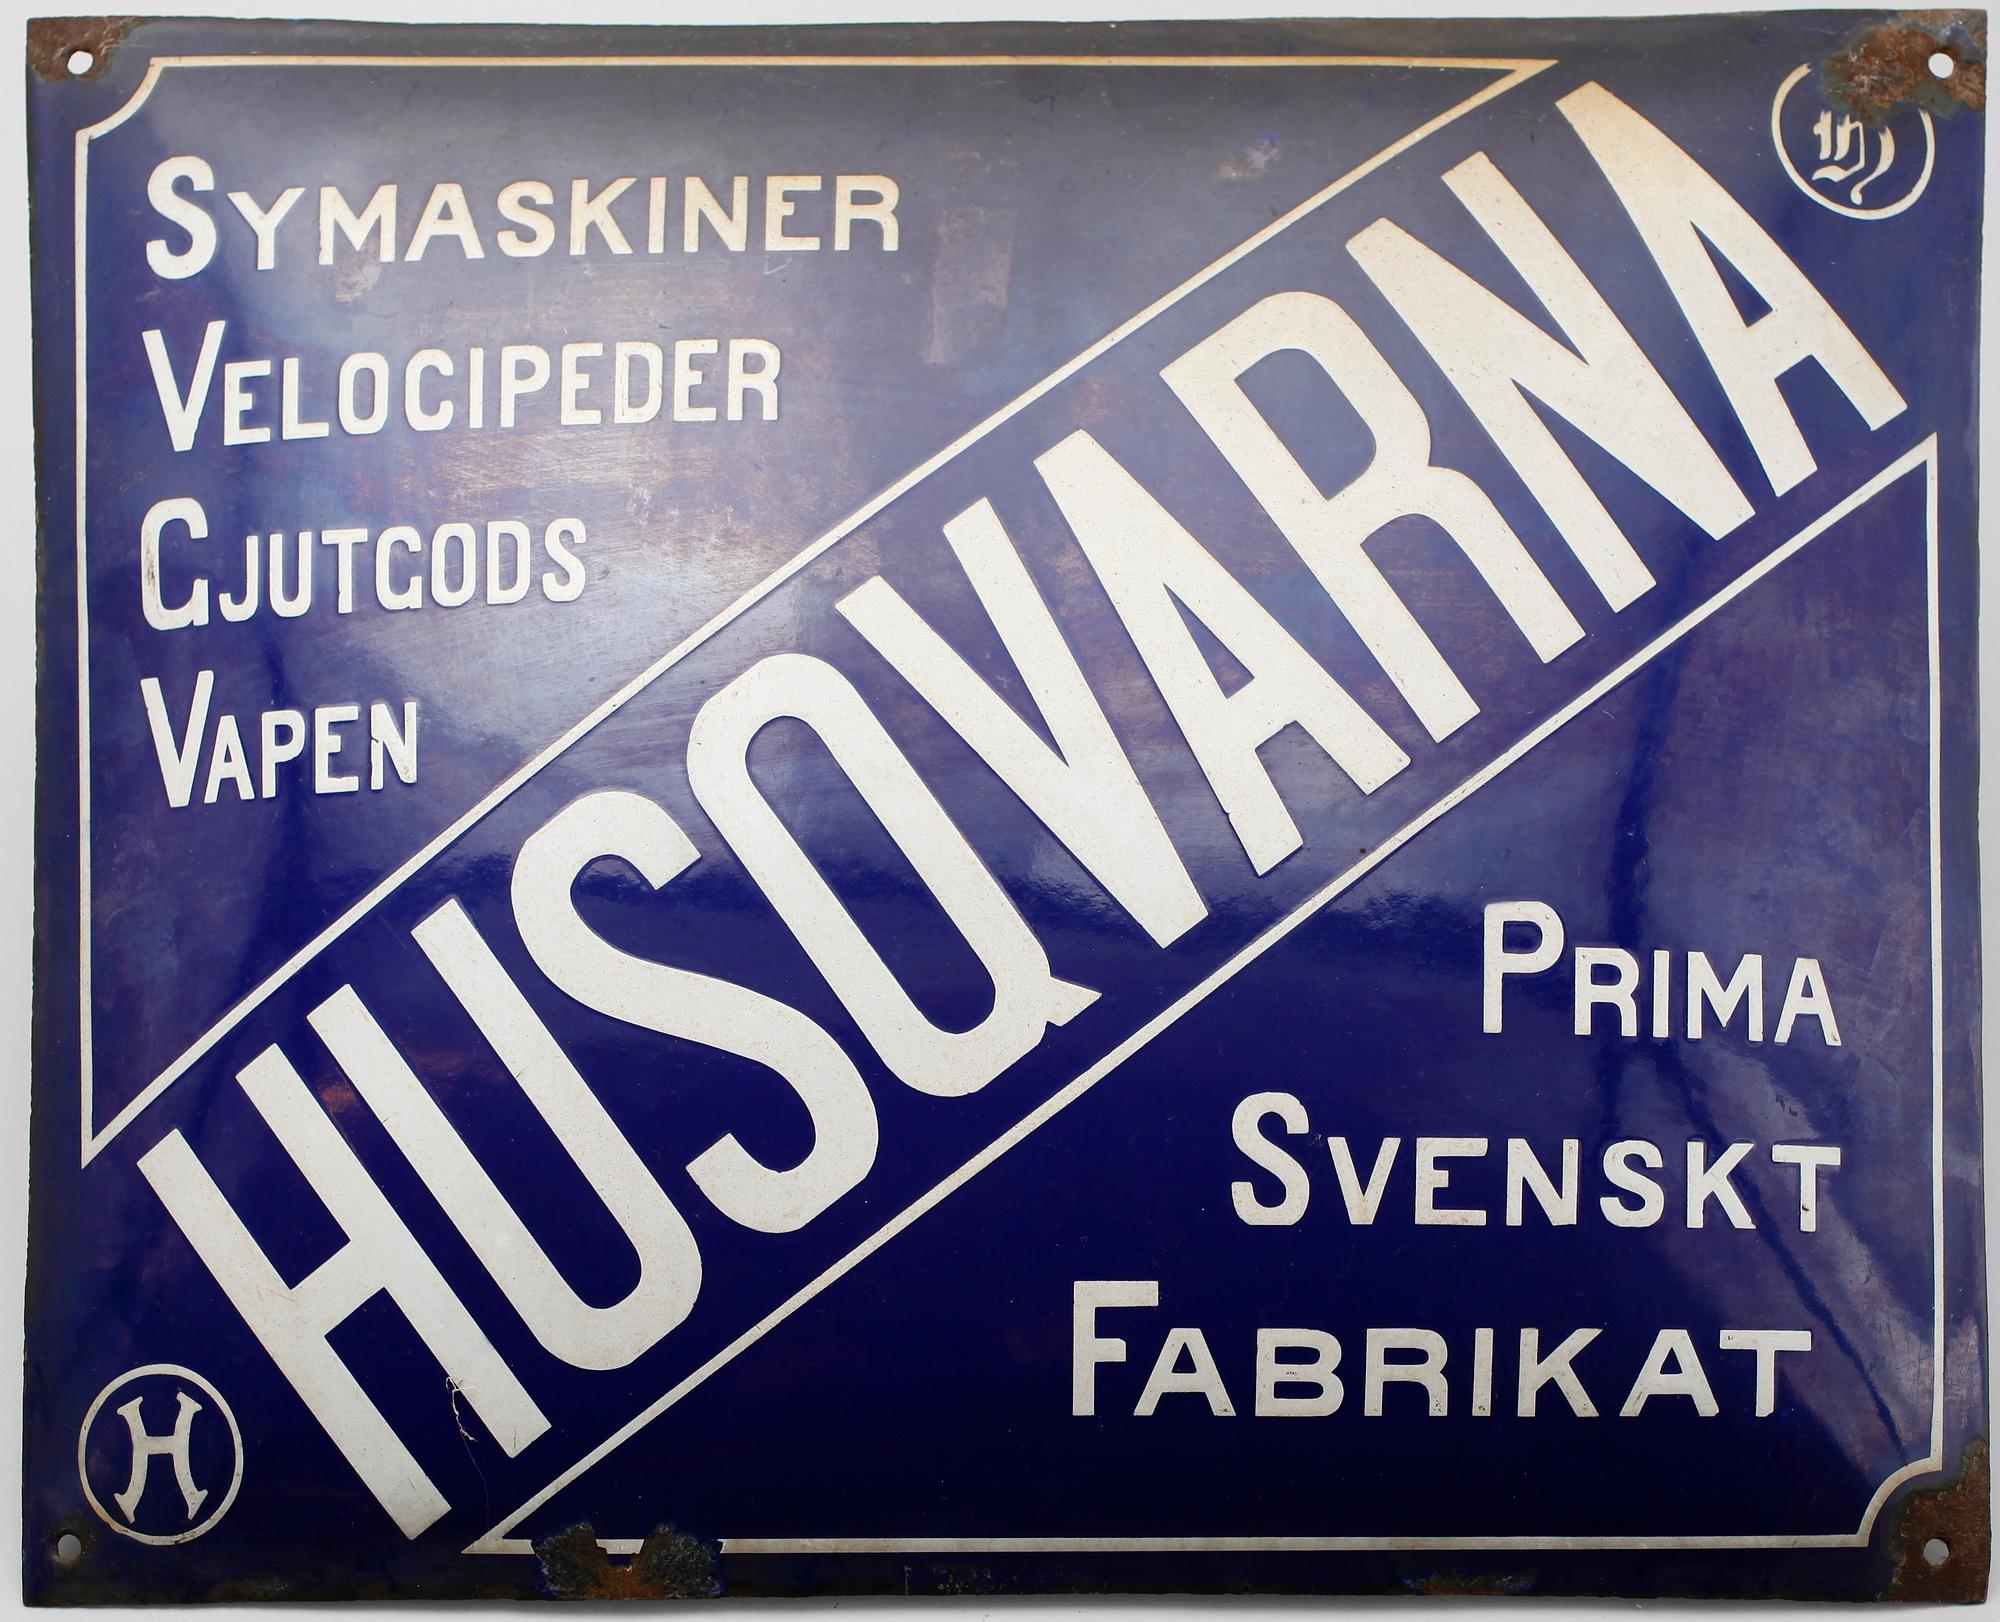 SYMASKINER
VELOCIPEDER
GJUTGODS
VAPEN
HUSQVARNA
PRIMA
SVENSKT
FABRIKAT
H